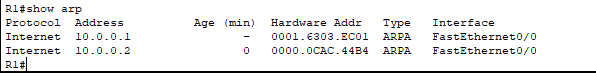 R1#show arp
Protocol  Address          Age (min)  Hardware Addr   Type   Interface
Internet  10.0.0.1                -   0001.6303.EC01  ARPA   FastEthernet0/0
Internet  10.0.0.2                0   0000.0CAC.44B4  ARPA   FastEthernet0/0
R1#